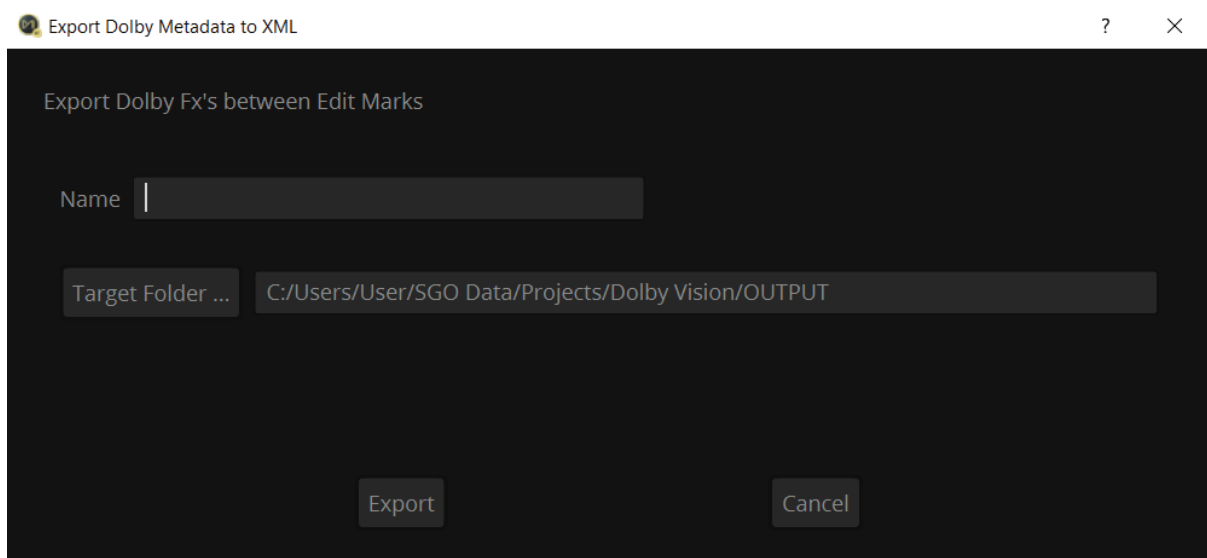 Export Dolby Metadata to XML ?
Export Dolby Fx's between Edit Marks
Name
Target Folder ... C:/Users/User/SGO Data/Projects/Dolby Vision/OUTPUT
Export Cancel